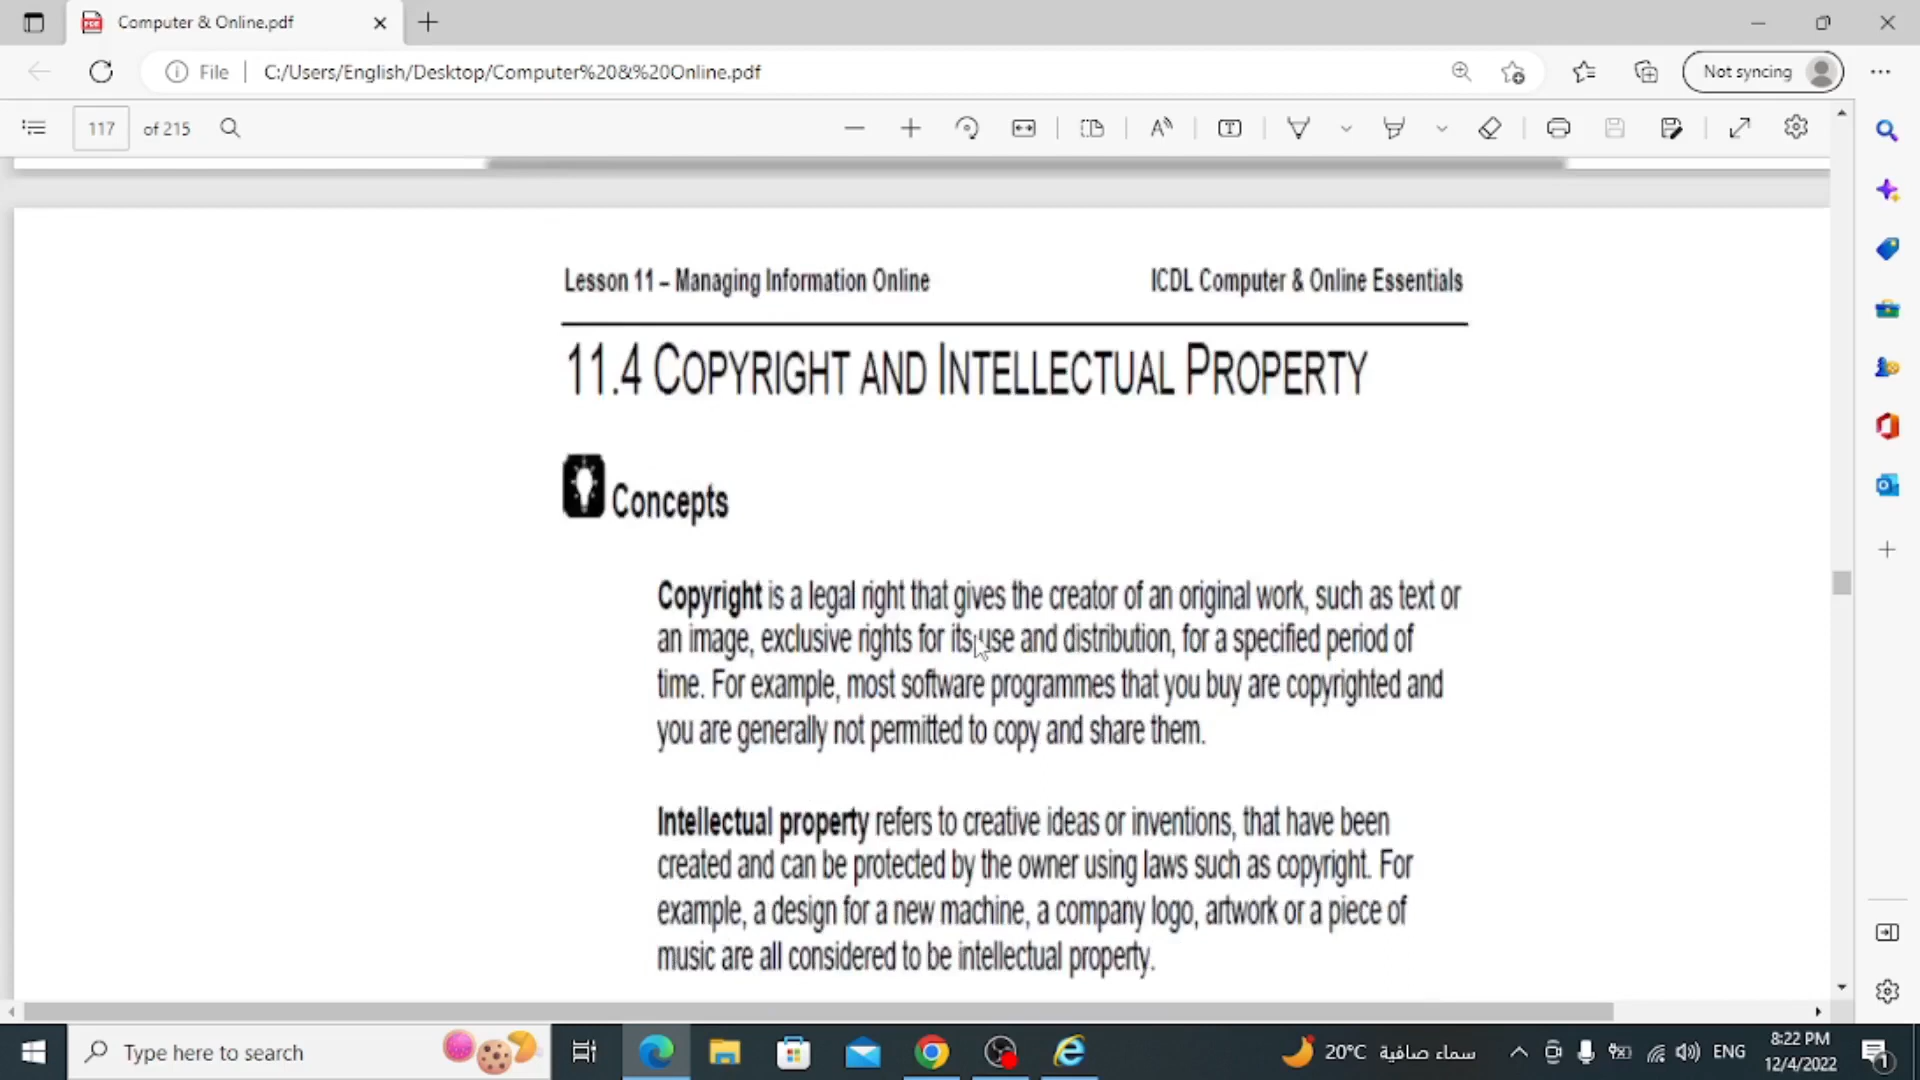 Computer & Online.pdf
File
C:/Users/English/Desktop/Computer%20&%20Online.pdf
Not syncing
117 of 215
Lesson 11 – Managing Information Online
ICDL Computer & Online Essentials
11.4 COPYRIGHT AND INTELLECTUAL PROPERTY
Concepts
Copyright is a legal right that gives the creator of an original work, such as text or
an image, exclusive rights for its use and distribution, for a specified period of
time. For example, most software programmes that you buy are copyrighted and
you are generally not permitted to copy and share them.
Intellectual property refers to creative ideas or inventions, that have been
created and can be protected by the owner using laws such as copyright. For
example, a design for a new machine, a company logo, artwork or a piece of
music are all considered to be intellectual property.
Type here to search
20°C سماء صافية
ENG
8:22 PM
12/4/2022
1